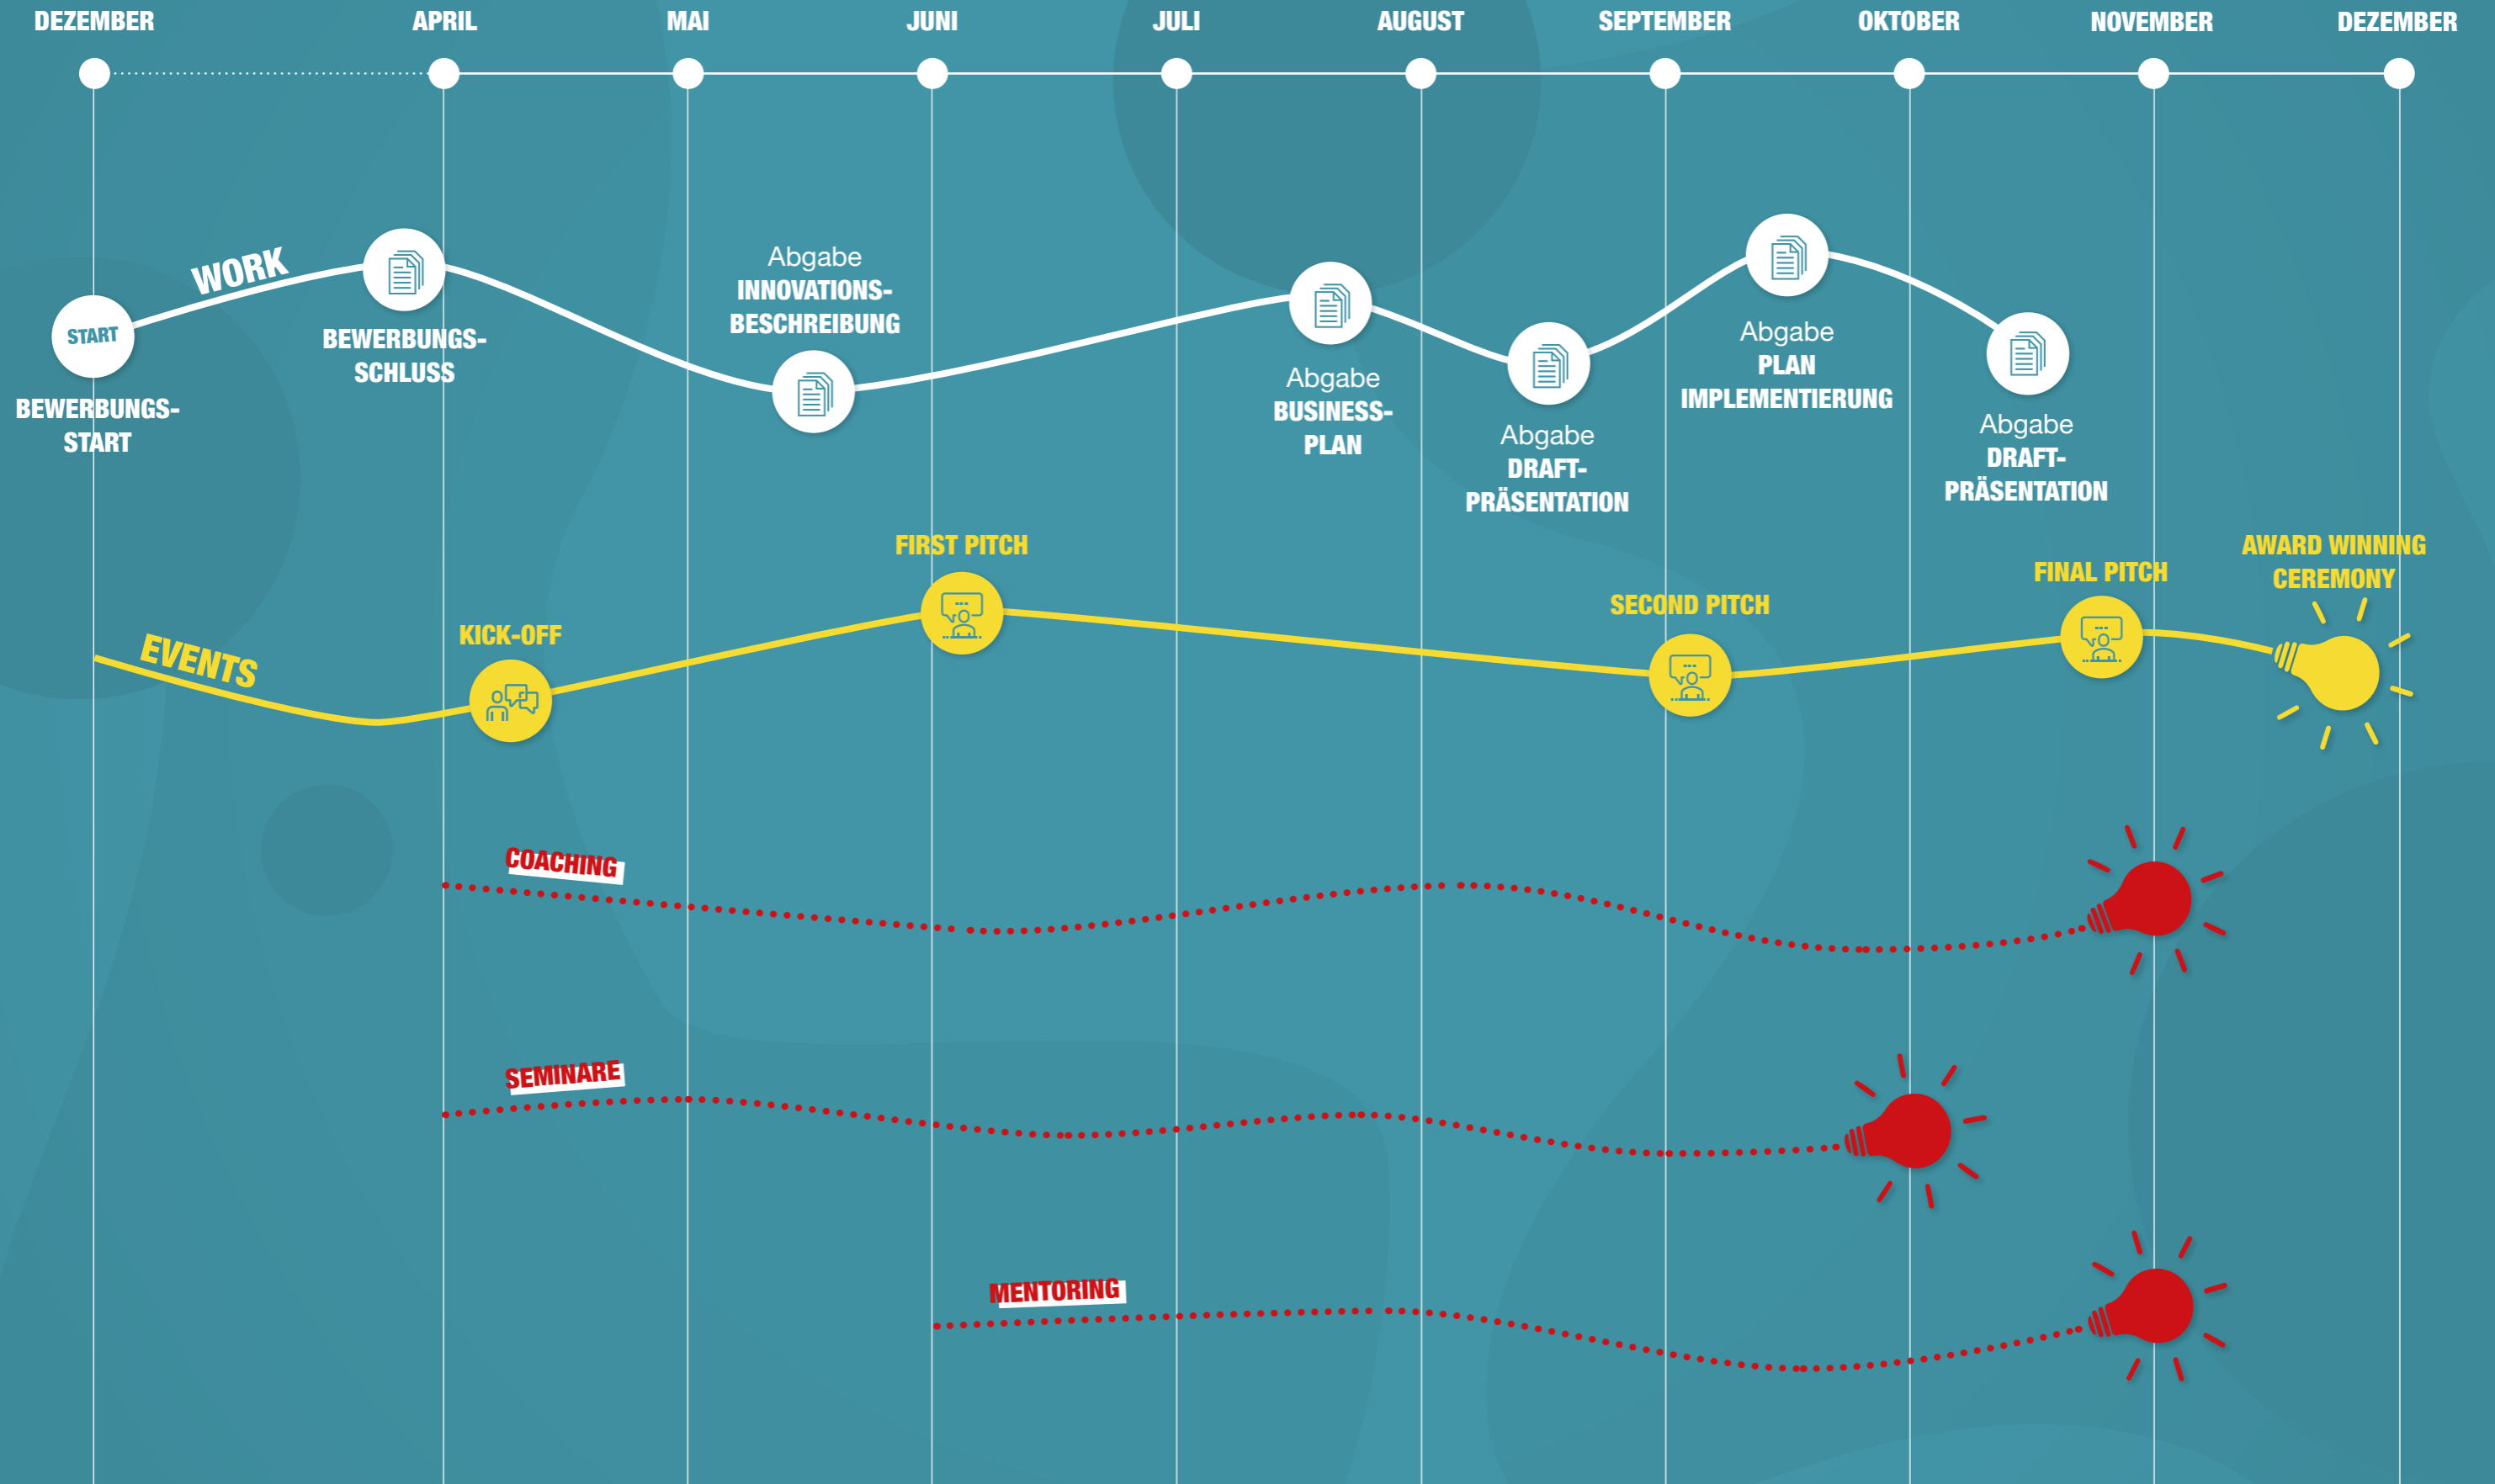 DEZEMBER
APRIL
MAI
JUNI
JULI
AUGUST
SEPTEMBER
OKTOBER
NOVEMBER
DEZEMBER
WORK
START
BEWERBUNGS-
START
BEWERBUNGS-
SCHLUSS
Abgabe
INNOVATIONS-
BESCHREIBUNG
Abgabe
BUSINESS-
PLAN
Abgabe
DRAFT-
PRÄSENTATION
Abgabe
PLAN
IMPLEMENTIERUNG
Abgabe
DRAFT-
PRÄSENTATION
EVENTS
KICK-OFF
FIRST PITCH
SECOND PITCH
FINAL PITCH
AWARD WINNING
CEREMONY
COACHING
SEMINARE
MENTORING